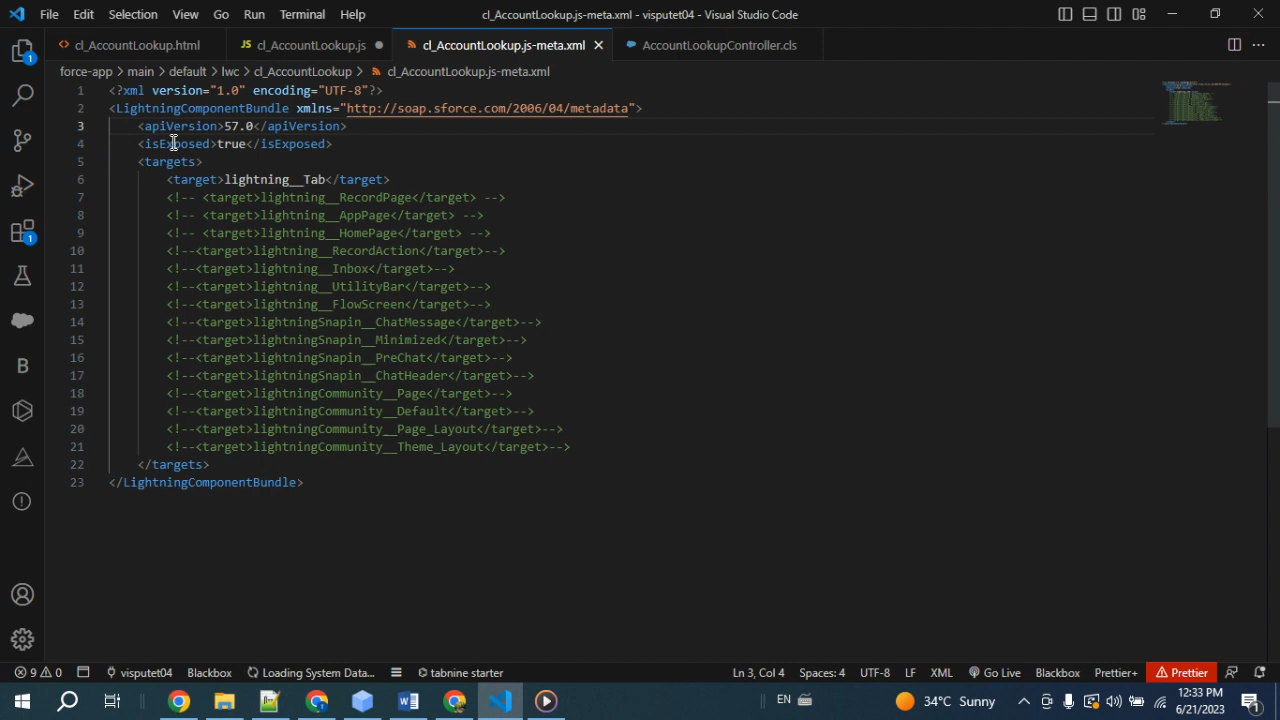 File Edit Selection View Go Run Terminal Help
cl_AccountLookup.js-meta.xml - visputet04 - Visual Studio Code
cl_AccountLookup.html
JS cl_AccountLookup.js
cl_AccountLookup.js-meta.xml
AccountLookupController.cls
force-app > main > default > lwc > cl_AccountLookup > cl_AccountLookup.js-meta.xml
1 <?xml version="1.0" encoding="UTF-8"?>
2 <LightningComponentBundle xmlns="http://soap.sforce.com/2006/04/metadata">
3 <apiVersion>57.0</apiVersion>
4 <isExposed>true</isExposed>
5 <targets>
6 <target>lightning__Tab</target>
7 <!-- <target>lightning__RecordPage</target> -->
8 <!-- <target>lightning__AppPage</target> -->
9 <!-- <target>lightning__HomePage</target> -->
10 <!--<target>lightning__RecordAction</target>-->
11 <!--<target>lightning__Inbox</target>-->
12 <!--<target>lightning__UtilityBar</target>-->
13 <!--<target>lightning__FlowScreen</target>-->
14 <!--<target>lightningSnapin__ChatMessage</target>-->
15 <!--<target>lightningSnapin__Minimized</target>-->
16 <!--<target>lightningSnapin__PreChat</target>-->
17 <!--<target>lightningSnapin__ChatHeader</target>-->
18 <!--<target>lightningCommunity__Page</target>-->
19 <!--<target>lightningCommunity__Default</target>-->
20 <!--<target>lightningCommunity__Page_Layout</target>-->
21 <!--<target>lightningCommunity__Theme_Layout</target>-->
22 </targets>
23 </LightningComponentBundle>
1
1
B
9 0 visputet04 Blackbox Loading System Data... tabnine starter Ln 3, Col 4 Spaces: 4 UTF-8 LF XML Go Live Blackbox Prettier+ Prettier
EN 34°C Sunny
12:33 PM
6/21/2023
1